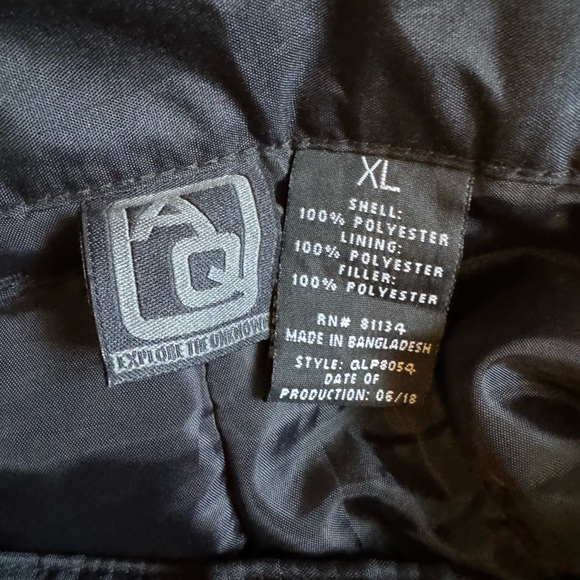 AQ
EXPLORE THE UNKNOWN
XL
SHELL:
100% POLYESTER
LINING:
100% POLYESTER
FILLER:
100% POLYESTER
RN# 81134
MADE IN BANGLADESH
STYLE: QLP8054
DATE OF
PRODUCTION: 06/18